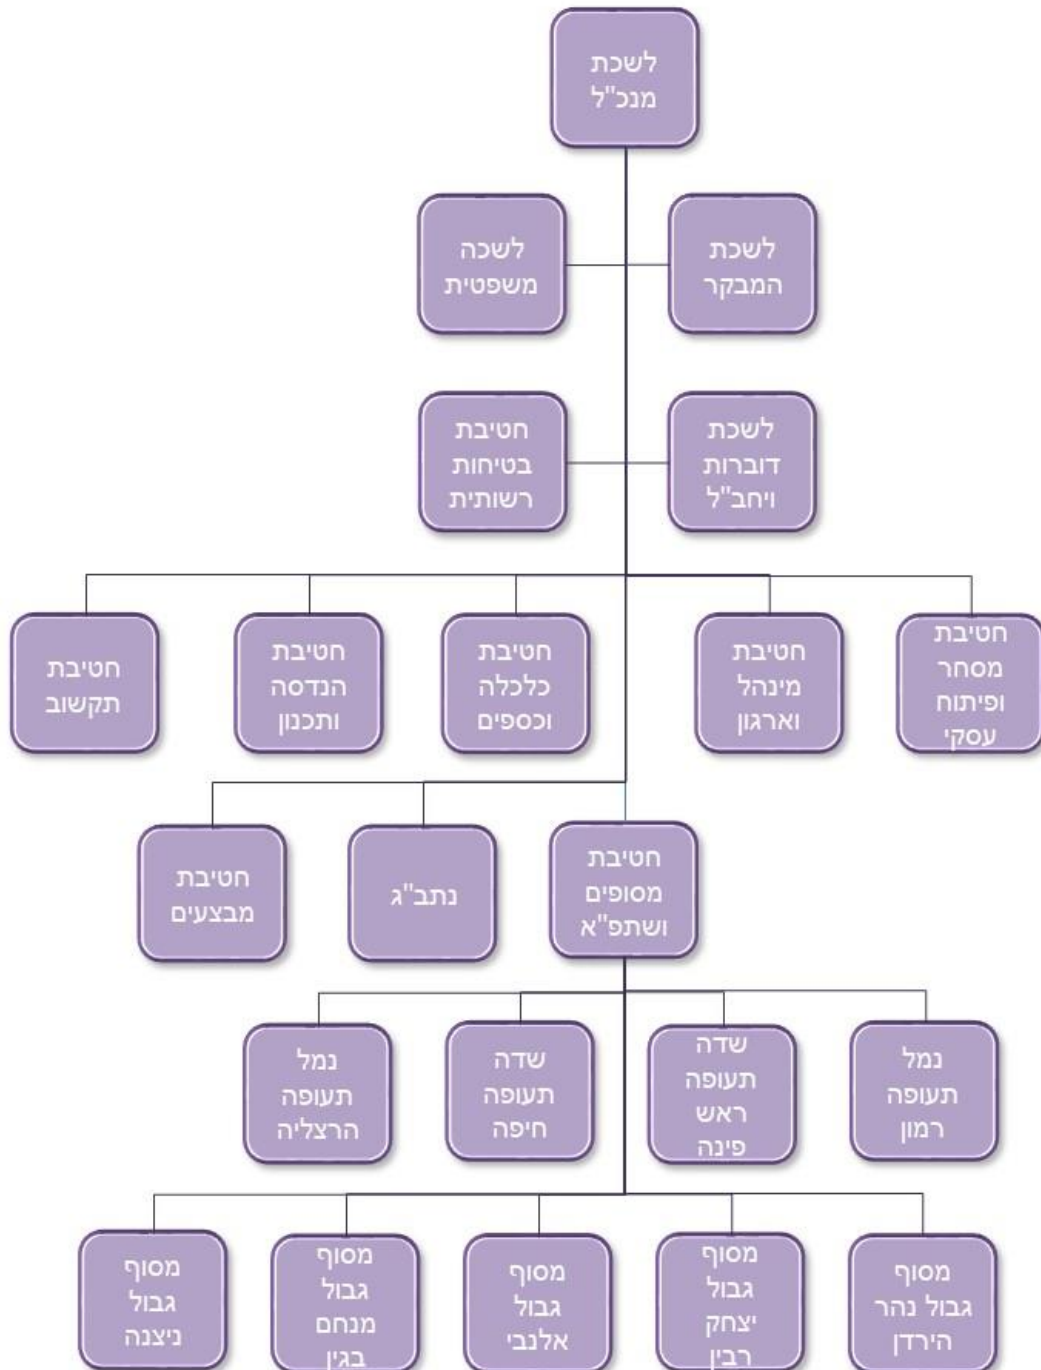 לשכת
מנכ"ל
לשכת
המבקר
לשכה
משפטית
לשכת
דוברות
ויחב"ל
חטיבת
בטיחות
רשותית
חטיבת
מסחר
ופיתוח
עסקי
חטיבת
מינהל
וארגון
חטיבת
כלכלה
וכספים
חטיבת
הנדסה
ותכנון
חטיבת
תקשוב
חטיבת
מסופים
ושתפ"א
נתב"ג
חטיבת
מבצעים
נמל
תעופה
רמון
שדה
תעופה
ראש
פינה
שדה
תעופה
חיפה
נמל
תעופה
הרצליה
מסוף
גבול נהר
הירדן
מסוף
גבול
יצחק
רבין
מסוף
גבול
אלנבי
מסוף
גבול
מנחם
בגין
מסוף
גבול
ניצנה